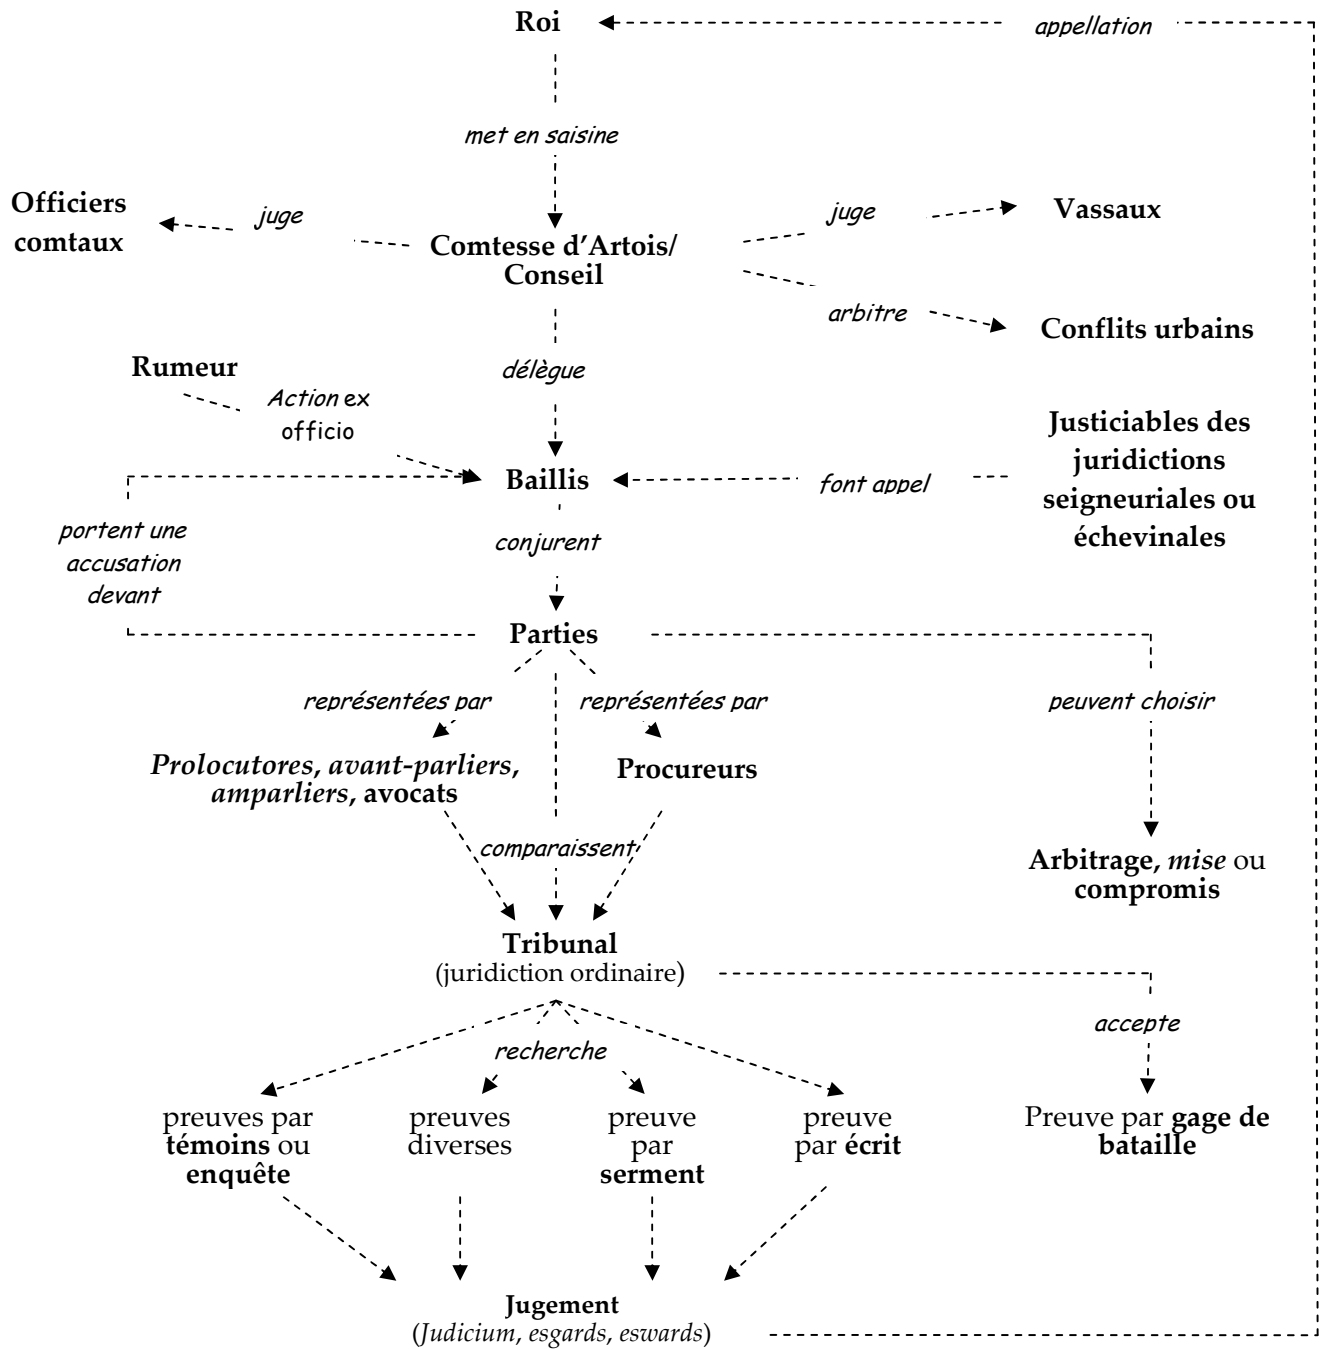 Roi
appellation
met en saisine
Officiers
comtaux
juge
Comtesse d'Artois/
Conseil
juge
Vassaux
arbitre
Conflits urbains
Rumeur
Action ex
officio
délègue
Justiciables des
juridictions
seigneuriales ou
échevinales
Baillis
font appel
portent une
accusation
devant
conjurent
Parties
représentées par
représentées par
peuvent choisir
Prolocutores, avant-parliers,
amparliers, avocats
Procureurs
comparaissent
Arbitrage, mise ou
compromis
Tribunal
(juridiction ordinaire)
accepte
recherche
preuves par
témoins ou
enquête
preuves
diverses
preuve
par
serment
preuve
par écrit
Preuve par gage de
bataille
Jugement
(Judicium, esgards, eswards)